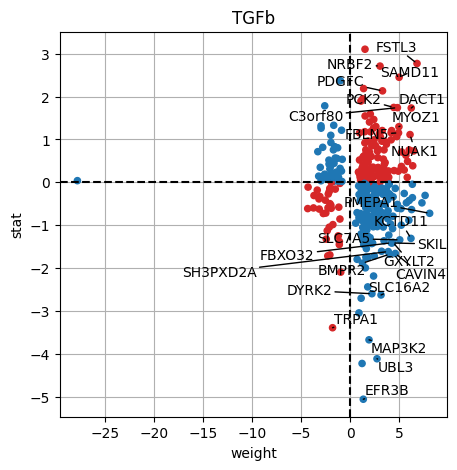 TGFb
FSTL3
NRBF2
SAMD11
PDGFC
PCK2
DACT1
C3orf80
MYOZ1
FBLN5
NUAK1
PMEPA1
KCTD11
SLC7A5
SKIL
FBXO32
GXYLT2
SH3PXD2A
BMPR2
CAVIN4
DYRK2
SLC16A2
TRPA1
MAP3K2
UBL3
EFR3B
3
2
1
0
−1
−2
−3
−4
−5
stat
−25
−20
−15
−10
−5
0
5
weight